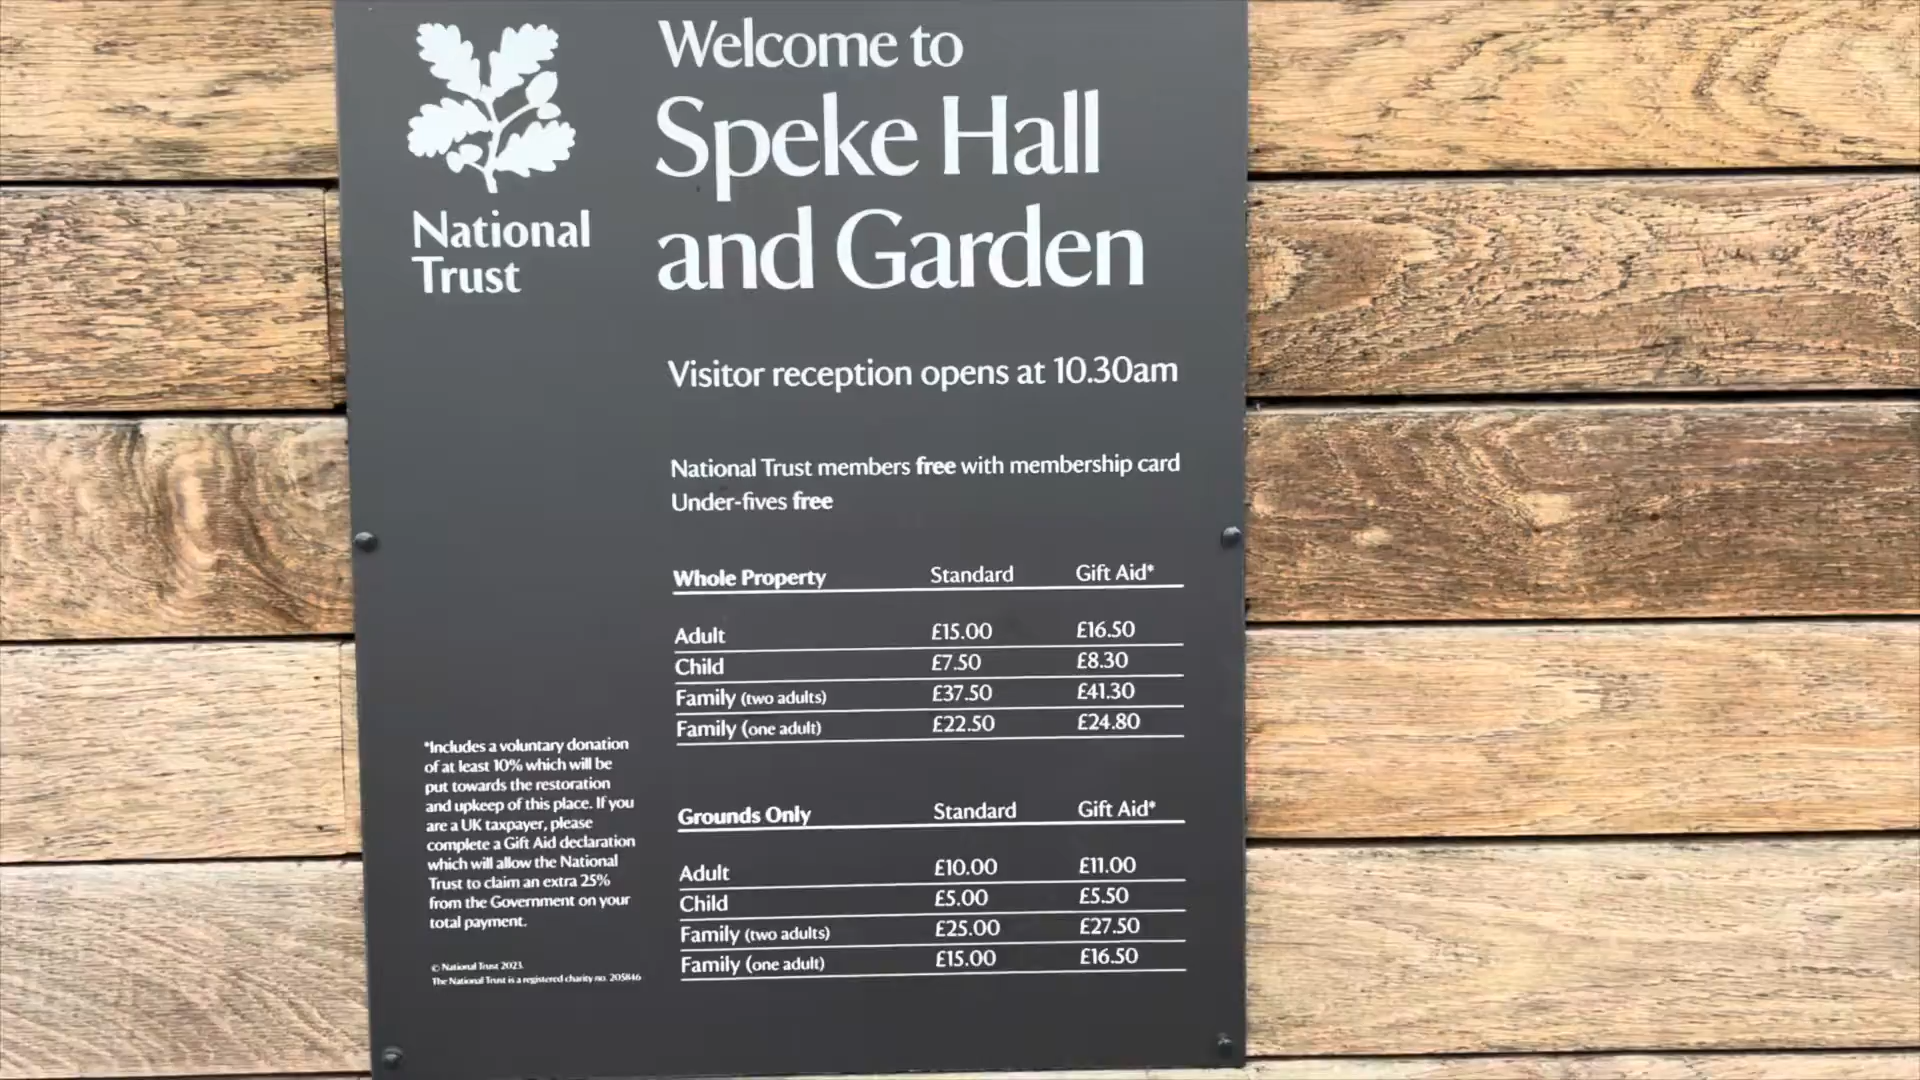 Welcome to
Speke Hall
and Garden
National
Trust
Visitor reception opens at 10.30am
National Trust members free with membership card
Under-fives free
Whole Property Standard Gift Aid*
Adult £15.00 £16.50
Child £7.50 £8.30
Family (two adults) £37.50 £41.30
Family (one adult) £22.50 £24.80
Grounds Only Standard Gift Aid*
Adult £10.00 £11.00
Child £5.00 £5.50
Family (two adults) £25.00 £27.50
Family (one adult) £15.00 £16.50
*Includes a voluntary donation
of at least 10% which will be
put towards the restoration
and upkeep of this place. If you
are a UK taxpayer, please
complete a Gift Aid declaration
which will allow the National
Trust to claim an extra 25%
from the Government on your
total payment.
© National Trust 2023.
The National Trust is a registered charity no. 205846